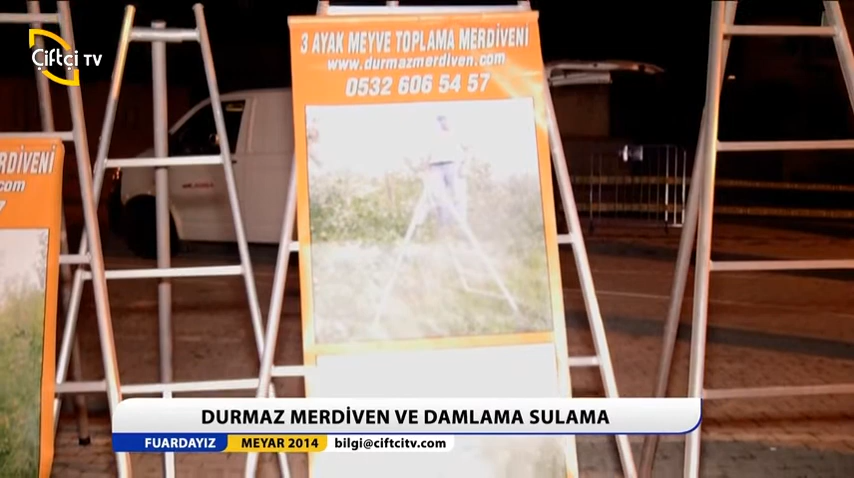 Çiftçi TV
3 AYAK MEYVE TOPLAMA MERDİVENİ
www.durmazmerdiven.com
0532 606 54 57
RDİVENİ
com
7
DURMAZ MERDİVEN VE DAMLAMA SULAMA
FUARDAYIZ MEYAR 2014 bilgi@ciftcitv.com